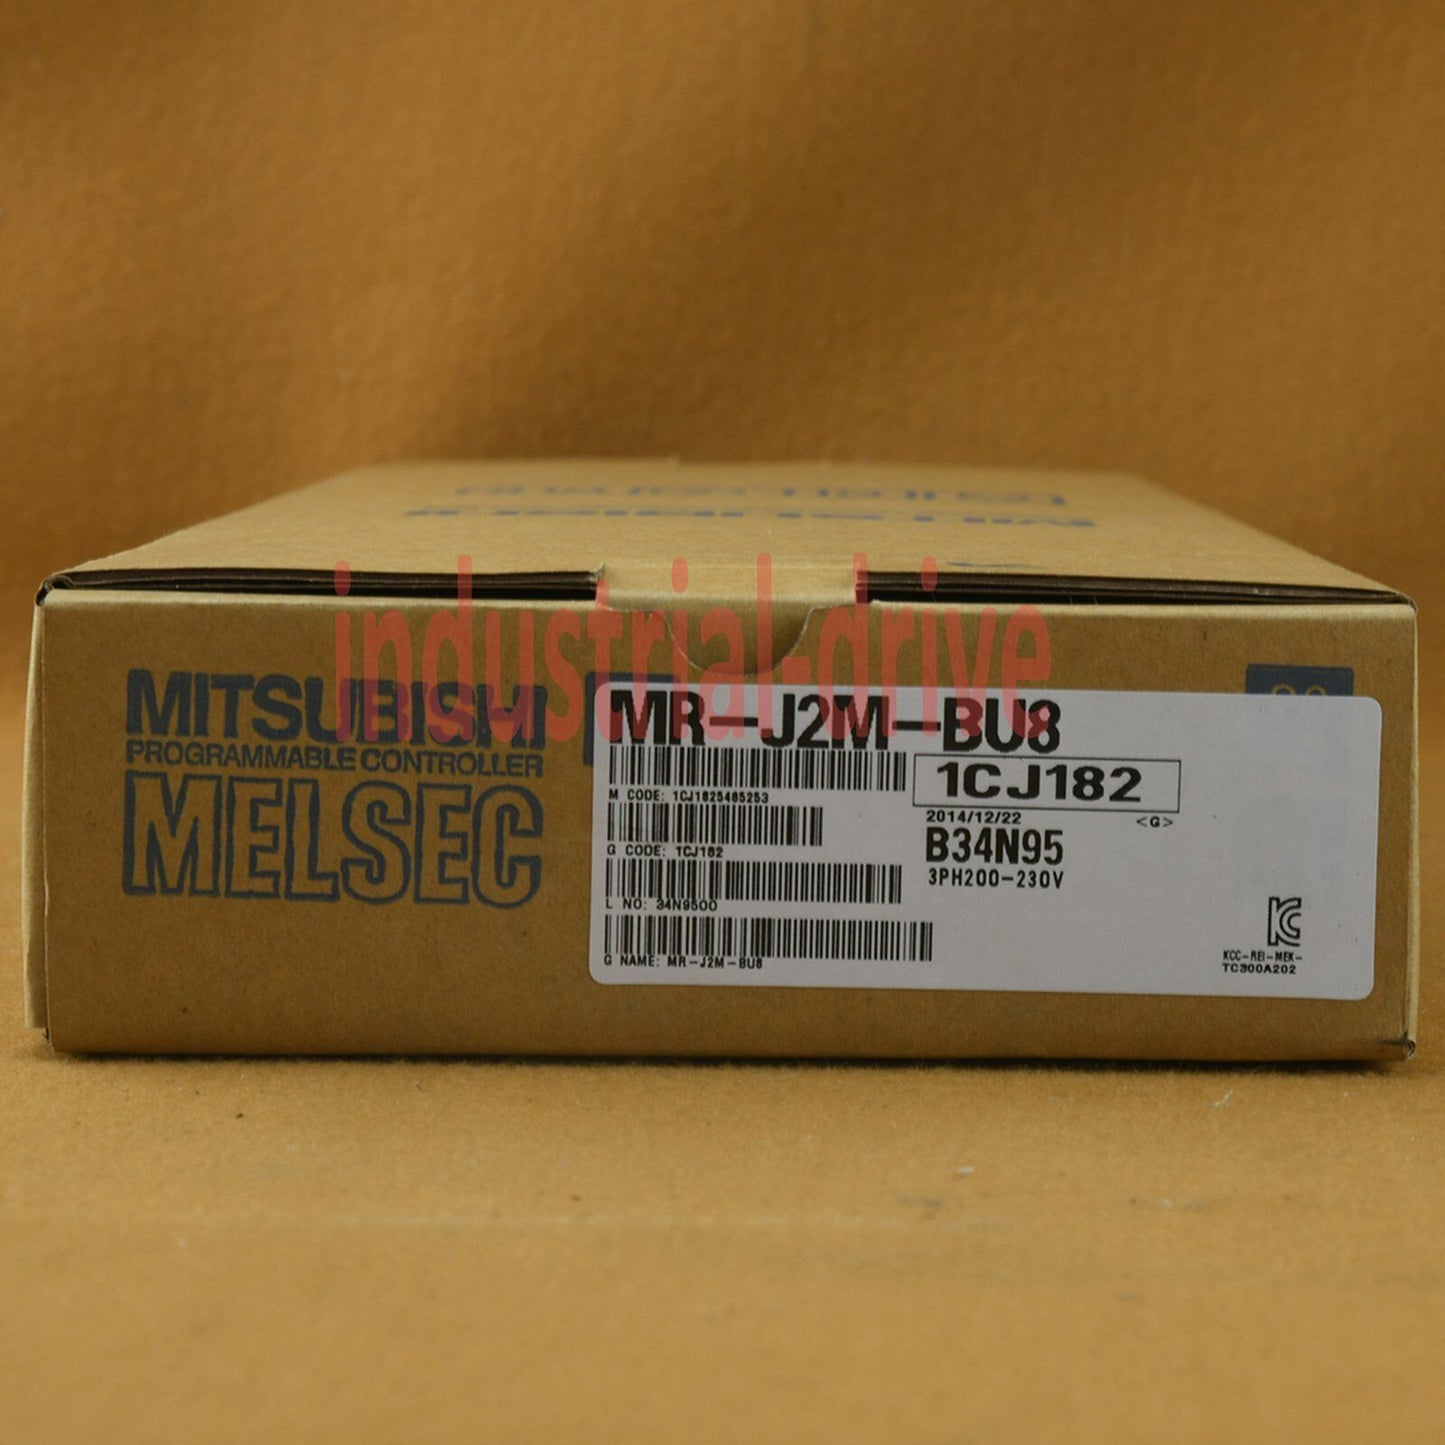 industrial-drive
MITSUBISHI
PROGRAMMABLE CONTROLLER
MELSEC
MR-J2M-BU8
1CJ182
M CODE: 1CJ1825465253
2014/12/22 <G>
B34N95
G CODE: 1CJ182
3PH200-230V
L NO: 34N9500
G NAME: MR-J2M-BU8
KC
KCC-REI-MEK-
TC300A202